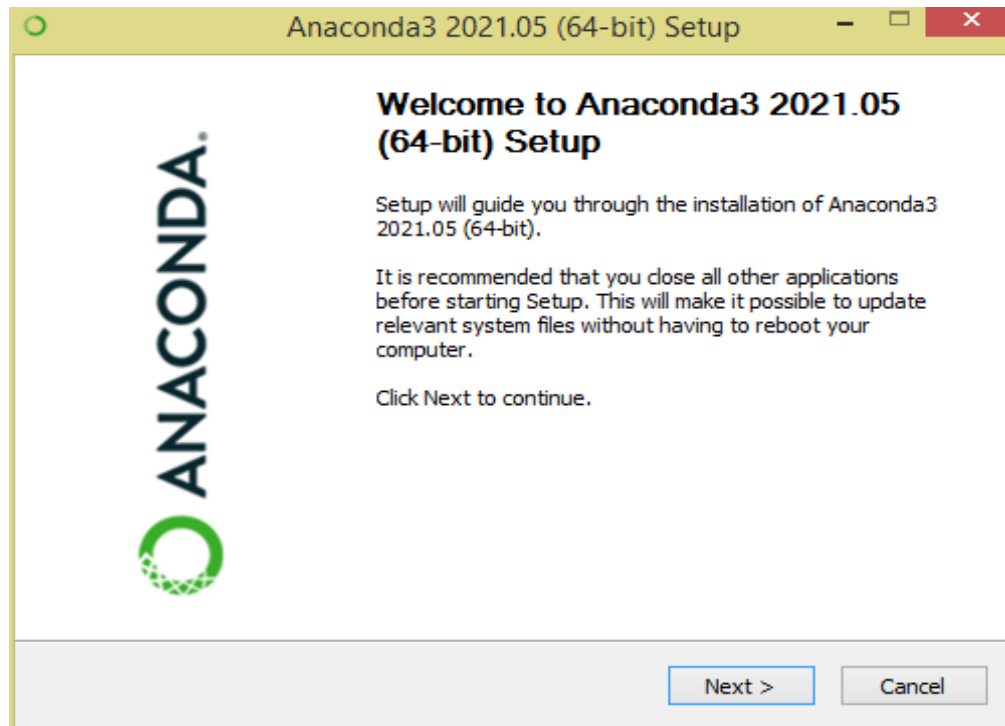 Anaconda3 2021.05 (64-bit) Setup
Welcome to Anaconda3 2021.05
(64-bit) Setup
Setup will guide you through the installation of Anaconda3
2021.05 (64-bit).
It is recommended that you close all other applications
before starting Setup. This will make it possible to update
relevant system files without having to reboot your
computer.
Click Next to continue.
ANACONDA.
Next >
Cancel